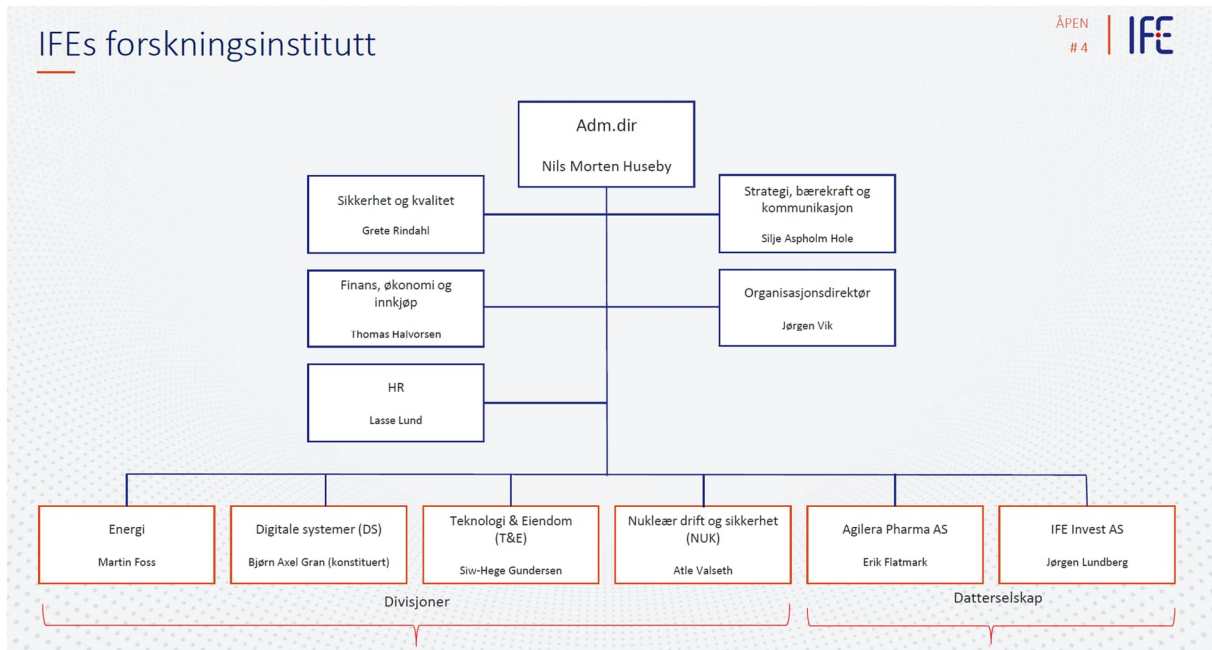 IFEs forskningsinstitutt
ÅPEN
#4
IFE
Adm.dir
Nils Morten Huseby
Sikkerhet og kvalitet
Grete Rindahl
Strategi, bærekraft og
kommunikasjon
Silje Aspholm Hole
Finans, økonomi og
innkjøp
Thomas Halvorsen
Organisasjonsdirektør
Jørgen Vik
HR
Lasse Lund
Energi
Martin Foss
Digitale systemer (DS)
Bjørn Axel Gran (konstituert)
Teknologi & Eiendom
(T&E)
Siw-Hege Gundersen
Nukleær drift og sikkerhet
(NUK)
Atle Valseth
Agilera Pharma AS
Erik Flatmark
IFE Invest AS
Jørgen Lundberg
Divisjoner
Datterselskap